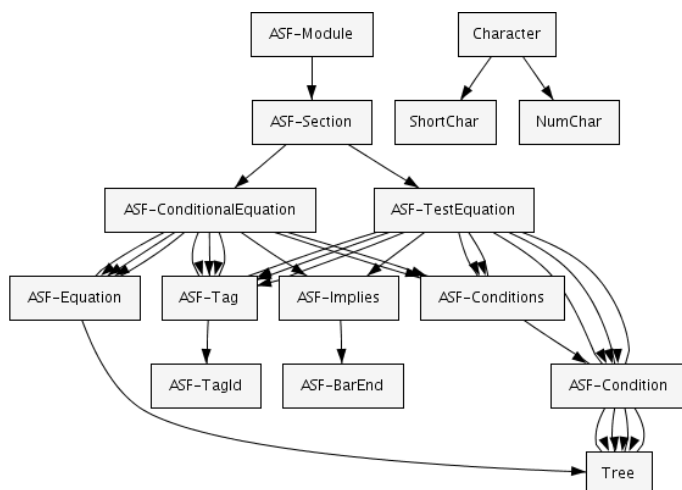 ASF-Module
Character
ASF-Section
ShortChar
NumChar
ASF-ConditionalEquation
ASF-TestEquation
ASF-Equation
ASF-Tag
ASF-Implies
ASF-Conditions
ASF-TagId
ASF-BarEnd
ASF-Condition
Tree